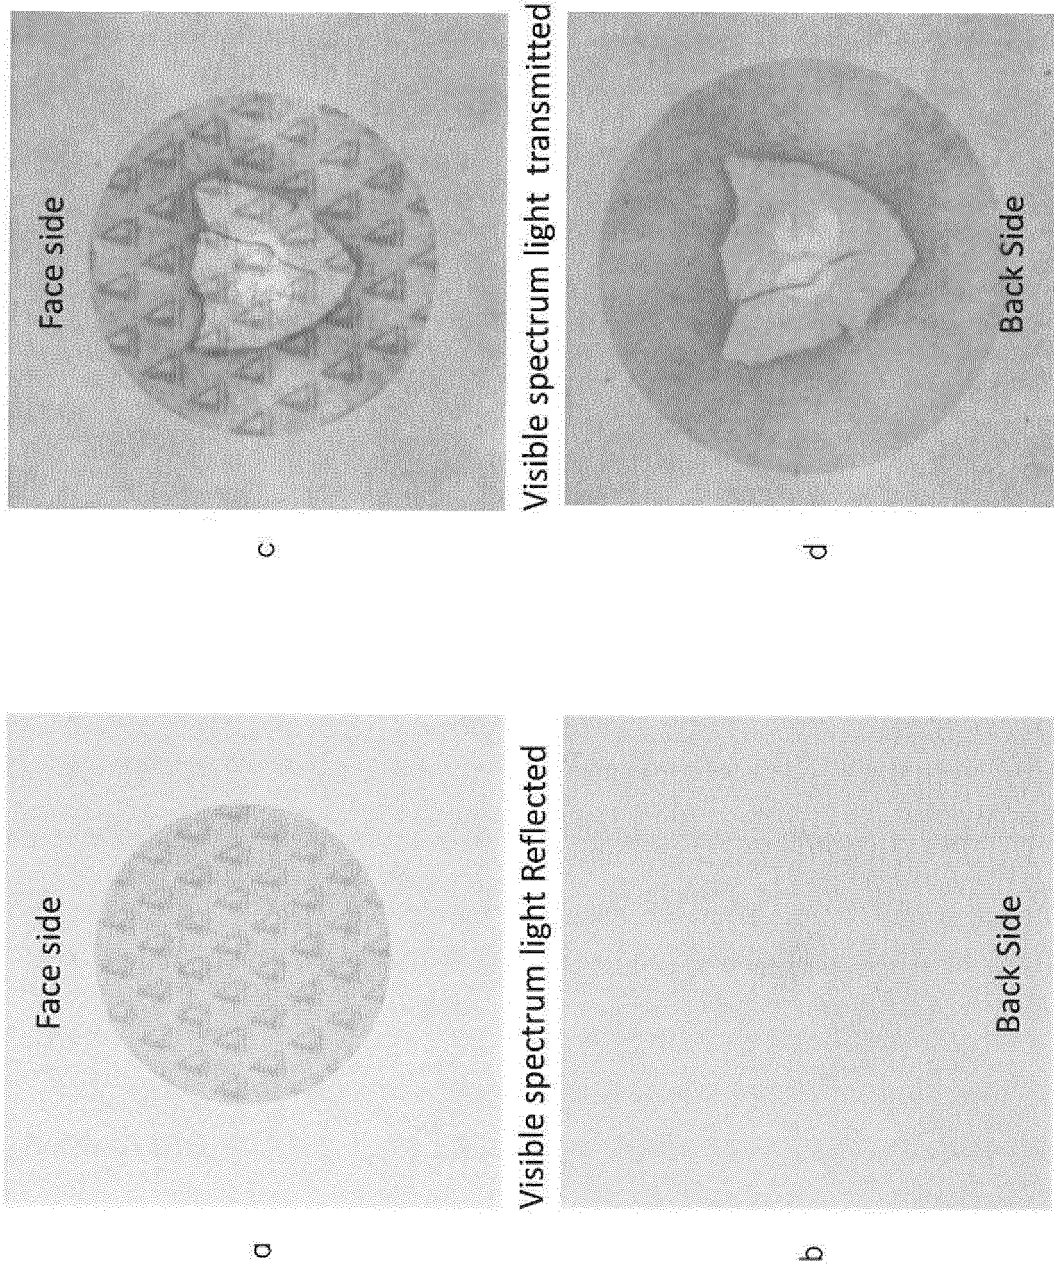 Face side
Face side
Visible spectrum light Reflected
Visible spectrum light transmitted
Back Side
Back Side
a
c
b
d